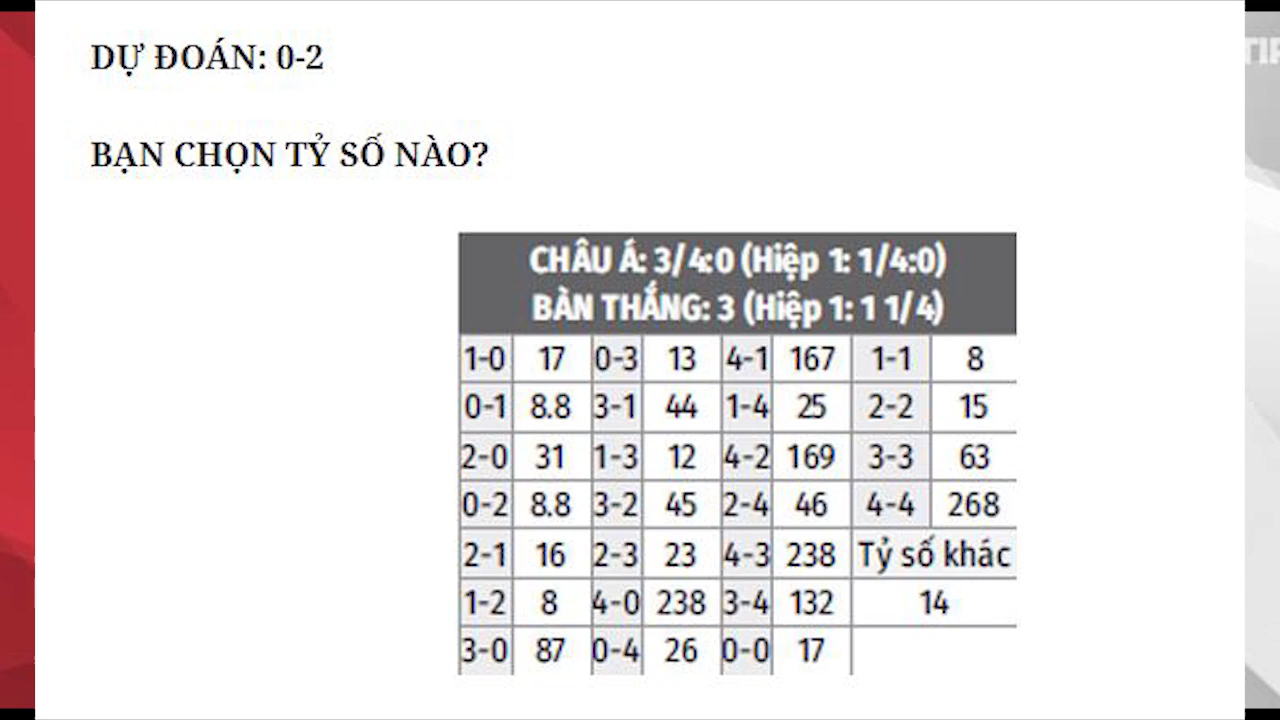 DỰ ĐOÁN: 0-2
BẠN CHỌN TỶ SỐ NÀO?
CHÂU Á: 3/4:0 (Hiệp 1: 1/4:0)
BÀN THẮNG: 3 (Hiệp 1: 1 1/4)
1-0 17 0-3 13 4-1 167 1-1 8
0-1 8.8 3-1 44 1-4 25 2-2 15
2-0 31 1-3 12 4-2 169 3-3 63
0-2 8.8 3-2 45 2-4 46 4-4 268
2-1 16 2-3 23 4-3 238 Tỷ số khác
1-2 8 4-0 238 3-4 132 14
3-0 87 0-4 26 0-0 17